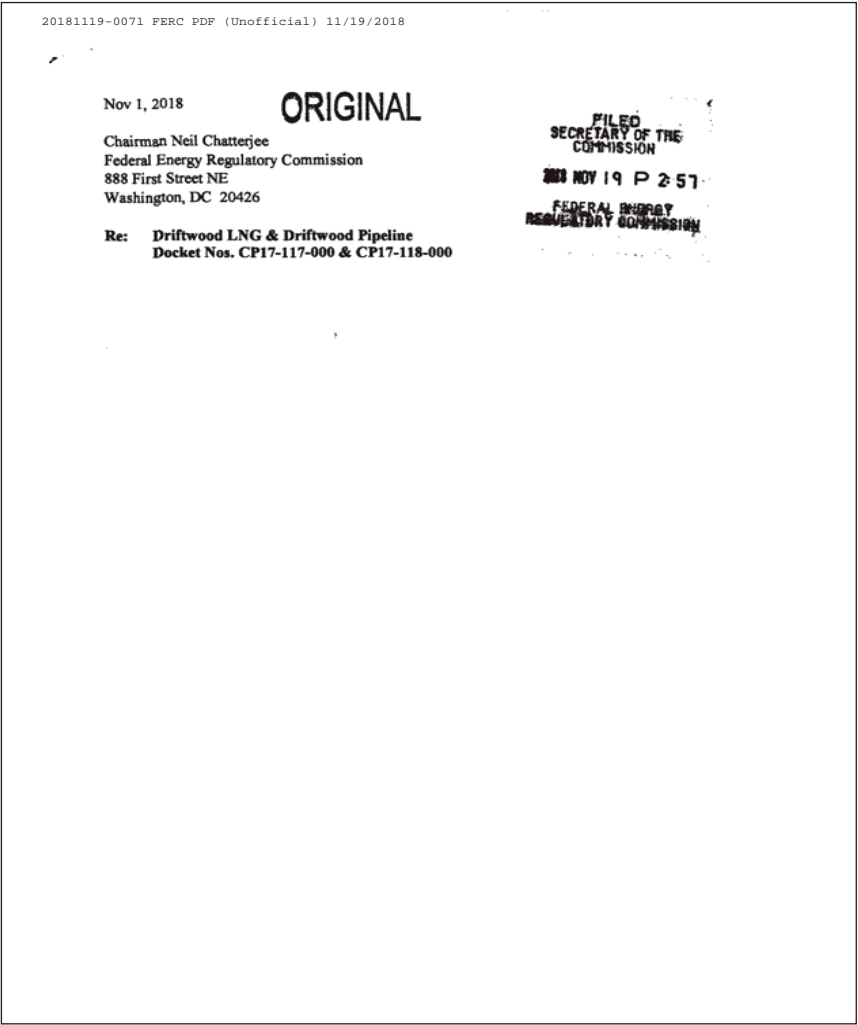 20181119-0071 FERC PDF (Unofficial) 11/19/2018
Nov 1, 2018
ORIGINAL
Chairman Neil Chatterjee
Federal Energy Regulatory Commission
888 First Street NE
Washington, DC 20426
FILED
SECRETARY OF THE
COMMISSION
NOV 19 P 2:57
FEDERAL ENERGY
REGULATORY COMMISSION
Re: Driftwood LNG & Driftwood Pipeline
Docket Nos. CP17-117-000 & CP17-118-000